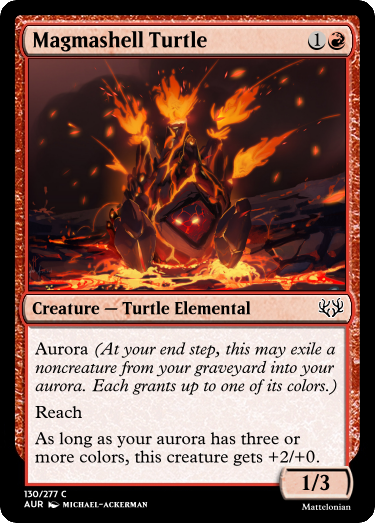 Magmashell Turtle 1
Creature — Turtle Elemental
Aurora (At your end step, this may exile a
noncreature from your graveyard into your
aurora. Each grants up to one of its colors.)
Reach
As long as your aurora has three or
more colors, this creature gets +2/+0.
1/3
130/277 C
AUR MICHAEL-ACKERMAN
Mattelonian